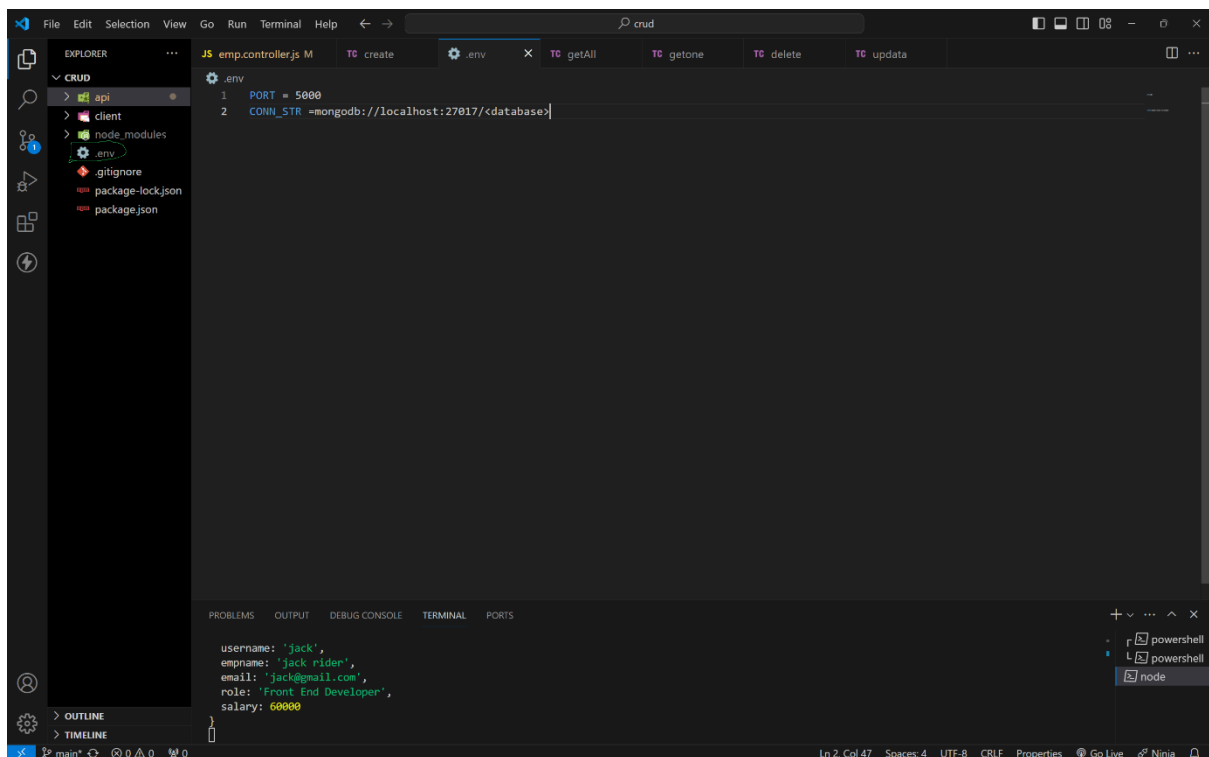 File Edit Selection View Go Run Terminal Help
crud
EXPLORER
CRUD
api
client
node_modules
.env
.gitignore
package-lock.json
package.json
OUTLINE
TIMELINE
JS emp.controller.js M TC create .env TC getAll TC getone TC delete TC updata
.env
1 PORT = 5000
2 CONN_STR =mongodb://localhost:27017/<database>
PROBLEMS OUTPUT DEBUG CONSOLE TERMINAL PORTS
username: 'jack',
empname: 'jack rider',
email: 'jack@gmail.com',
role: 'Front End Developer',
salary: 60000
}
powershell
powershell
node
main* 0 0 0 Ln 2, Col 47 Spaces: 4 UTF-8 CRLF Properties Go Live Ninja